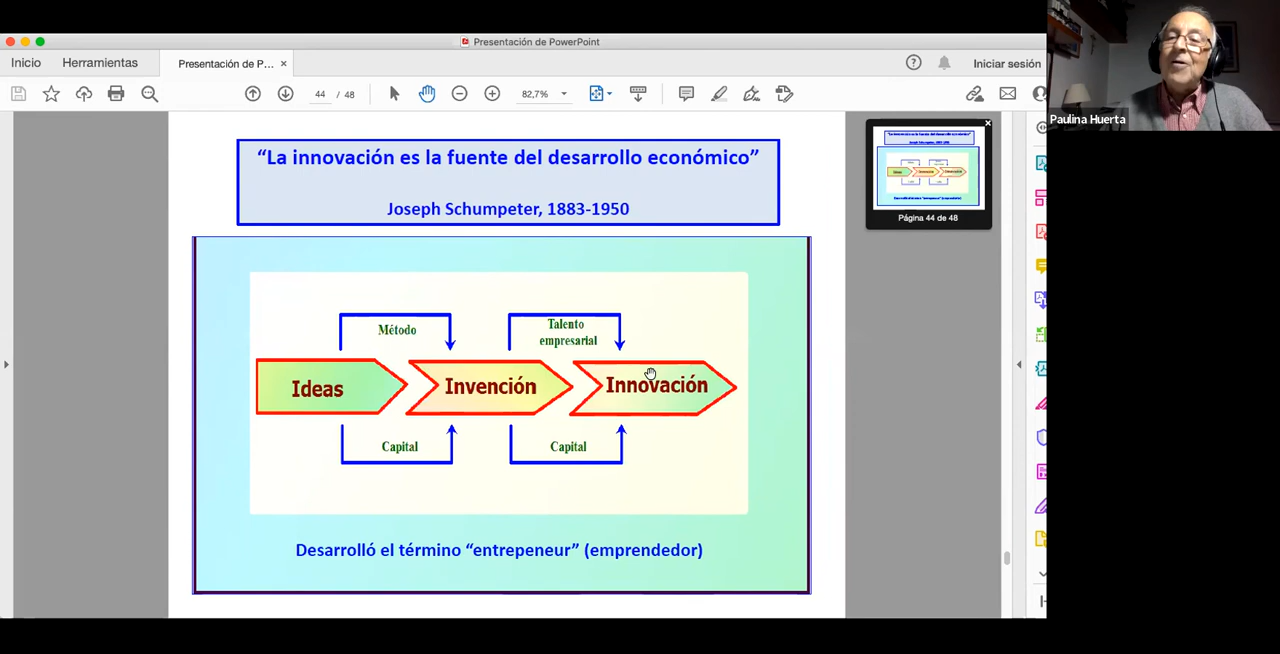 Presentación de PowerPoint
Inicio
Herramientas
Presentación de P... ×
Iniciar sesión
44 / 48
82,7%
Paulina Huerta
“La innovación es la fuente del desarrollo económico”
Joseph Schumpeter, 1883-1950
Método
Talento
empresarial
Ideas
Invención
Innovación
Capital
Capital
Desarrolló el término “entrepeneur” (emprendedor)
Página 44 de 48